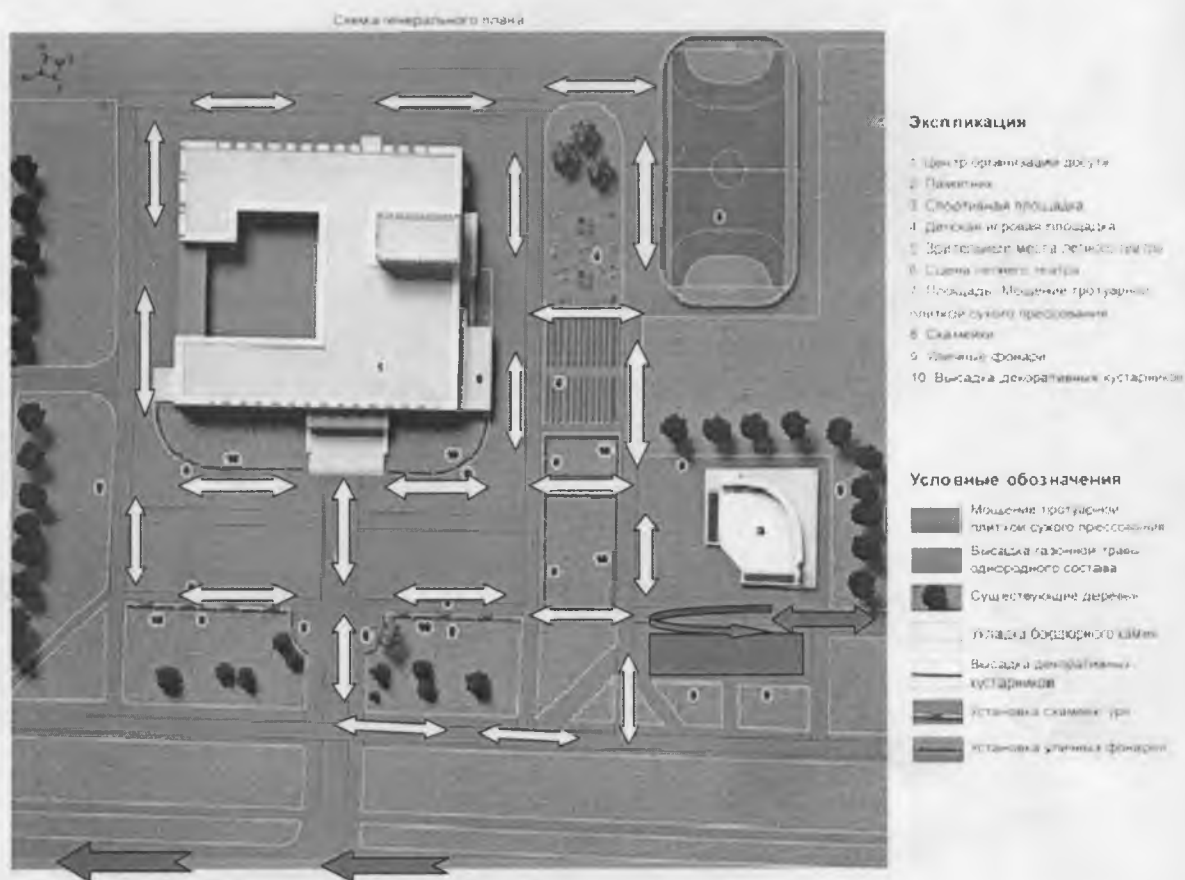 Схема генерального плана
Экспликация
1 Центр организации досуга
2 Памятник
3 Спортивная площадка
4 Детская игровая площадка
5 Зрительные места летнего театра
6 Сцена летнего театра
7 Площадь. Мощение тротуарной
плиткой сухого прессования
8 Скамейки
9 Уличные фонари
10 Высадка декоративных кустарников
Условные обозначения
Мощение тротуарной
плиткой сухого прессования
Высадка газонной травы
однородного состава
Существующие деревья
Укладка бордюрного камня
Высадка декоративных
кустарников
Установка скамеек урн
Установка уличных фонарей